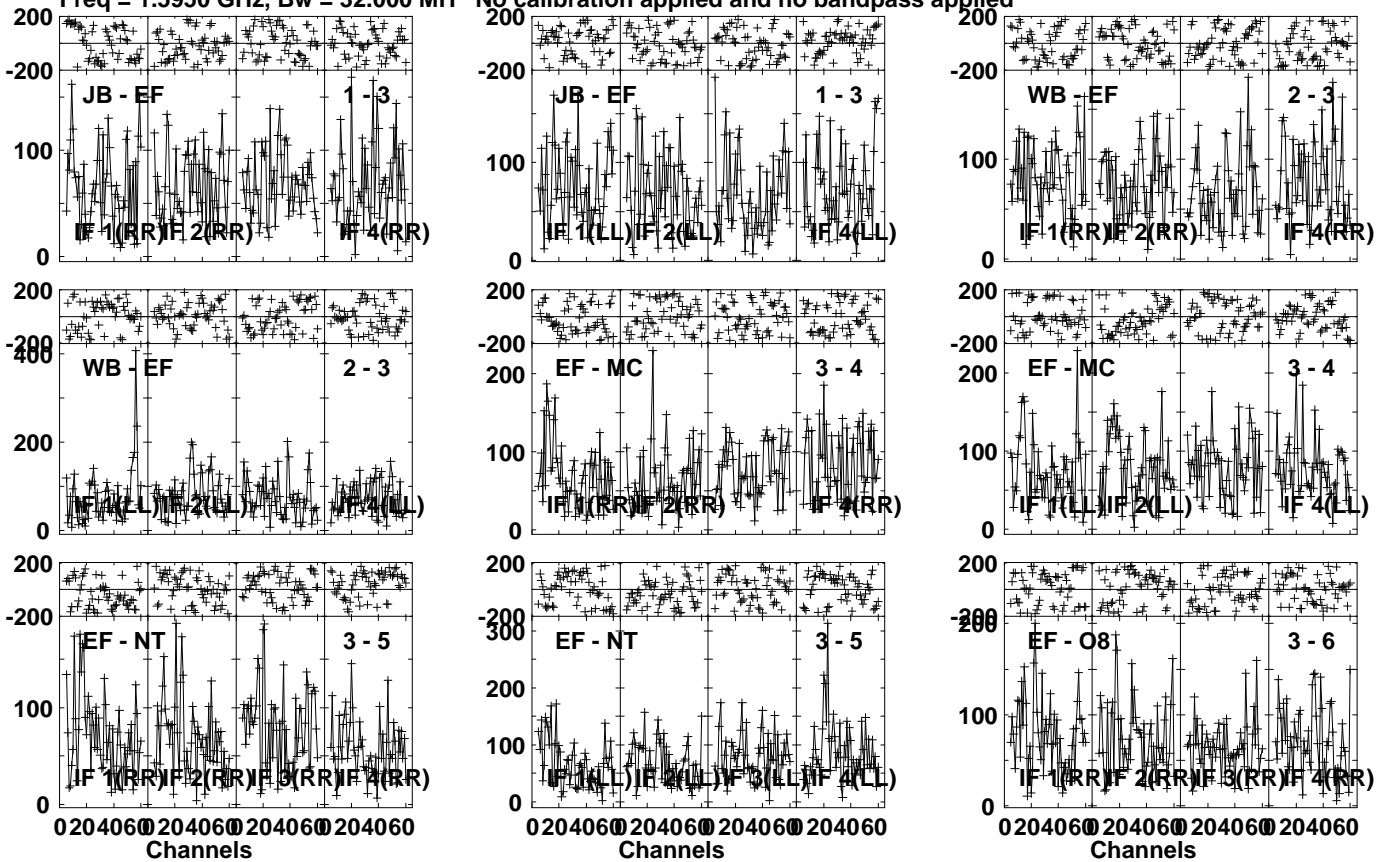 Freq = 1.5950 GHz, Bw = 32.000 MH No calibration applied and no bandpass applied
200 200 200
-200 -200 -200
JB - EF 1 - 3 JB - EF 1 - 3 WB - EF 2 - 3
100 100 100
IF 1(RR) IF 2(RR) IF 4(RR) IF 1(LL) IF 2(LL) IF 4(LL) IF 1(RR) IF 2(RR) IF 4(RR)
0 0 0
200 200 200
-200 -200 -200
400
WB - EF 2 - 3 EF - MC 3 - 4 EF - MC 3 - 4
200 200
200 100 100
IF 1(LL) IF 2(LL) IF 4(LL) IF 1(RR) IF 2(RR) IF 4(RR) IF 1(LL) IF 2(LL) IF 4(LL)
0 0 0
200 200 200
-200 -200 -200
300 200
EF - NT 3 - 5 EF - NT 3 - 5 EF - O8 3 - 6
200
100 100 100
IF 1(RR) IF 2(RR) IF 3(RR) IF 4(RR) IF 1(LL) IF 2(LL) IF 3(LL) IF 4(LL) IF 1(RR) IF 2(RR) IF 3(RR) IF 4(RR)
0 0 0
0 20 40 60 0 20 40 60 0 20 40 60 0 20 40 60 0 20 40 60 0 20 40 60 0 20 40 60 0 20 40 60 0 20 40 60 0 20 40 60 0 20 40 60 0 20 40 60
Channels Channels Channels